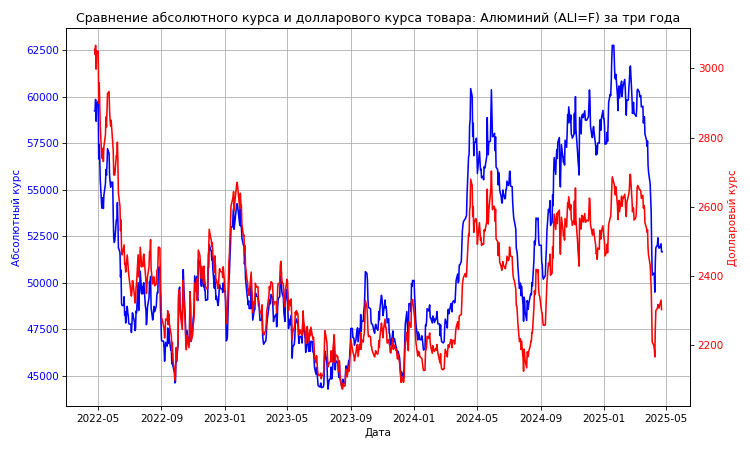 Сравнение абсолютного курса и долларового курса товара: Алюминий (ALI=F) за три года
62500
60000
57500
55000
52500
50000
47500
45000
Абсолютный курс
3000
2800
2600
2400
2200
Долларовый курс
2022-05 2022-09 2023-01 2023-05 2023-09 2024-01 2024-05 2024-09 2025-01 2025-05
Дата